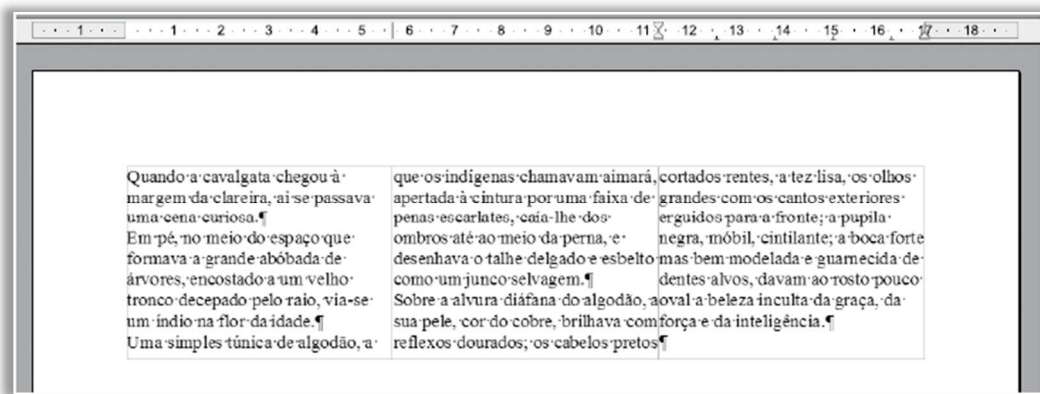 1 1 2 3 4 5 6 7 8 9 10 11 12 13 14 15 16 17 18
Quando a cavalgata chegou à
margem da clareira, ai se passava
uma cena curiosa.¶
Em pé, no meio do espaço que
formava a grande abóbada de
árvores, encostado a um velho
tronco decepado pelo raio, via-se
um índio na flor da idade.¶
Uma simples túnica de algodão, a
que os indígenas chamavam aimará,
apertada à cintura por uma faixa de
penas escarlates, caía-lhe dos
ombros até ao meio da perna, e
desenhava o talhe delgado e esbelto
como um junco selvagem.¶
Sobre a alvura diáfana do algodão, a
sua pele, cor do cobre, brilhava com
reflexos dourados; os cabelos pretos
cortados rentes, a tez lisa, os olhos
grandes com os cantos exteriores
erguidos para a fronte; a pupila
negra, móbil, cintilante; a boca forte
mas bem modelada e guarnecida de
dentes alvos, davam ao rosto pouco
oval a beleza inculta da graça, da
força e da inteligência.¶
¶